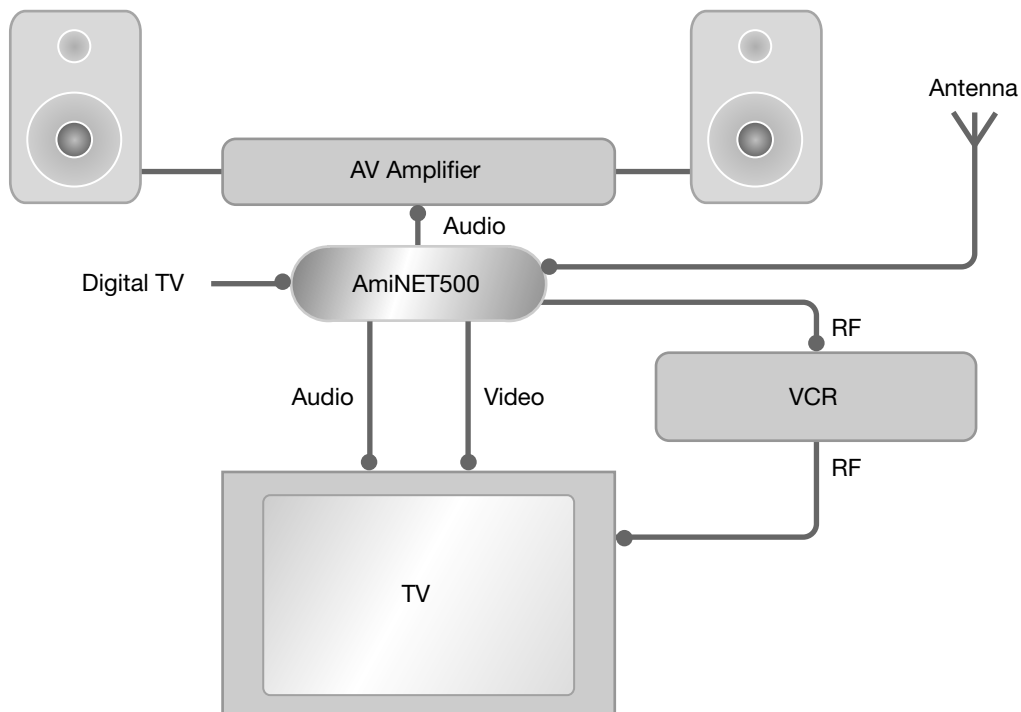 Antenna
AV Amplifier
Audio
Digital TV
AmiNET500
RF
Audio
Video
VCR
RF
TV